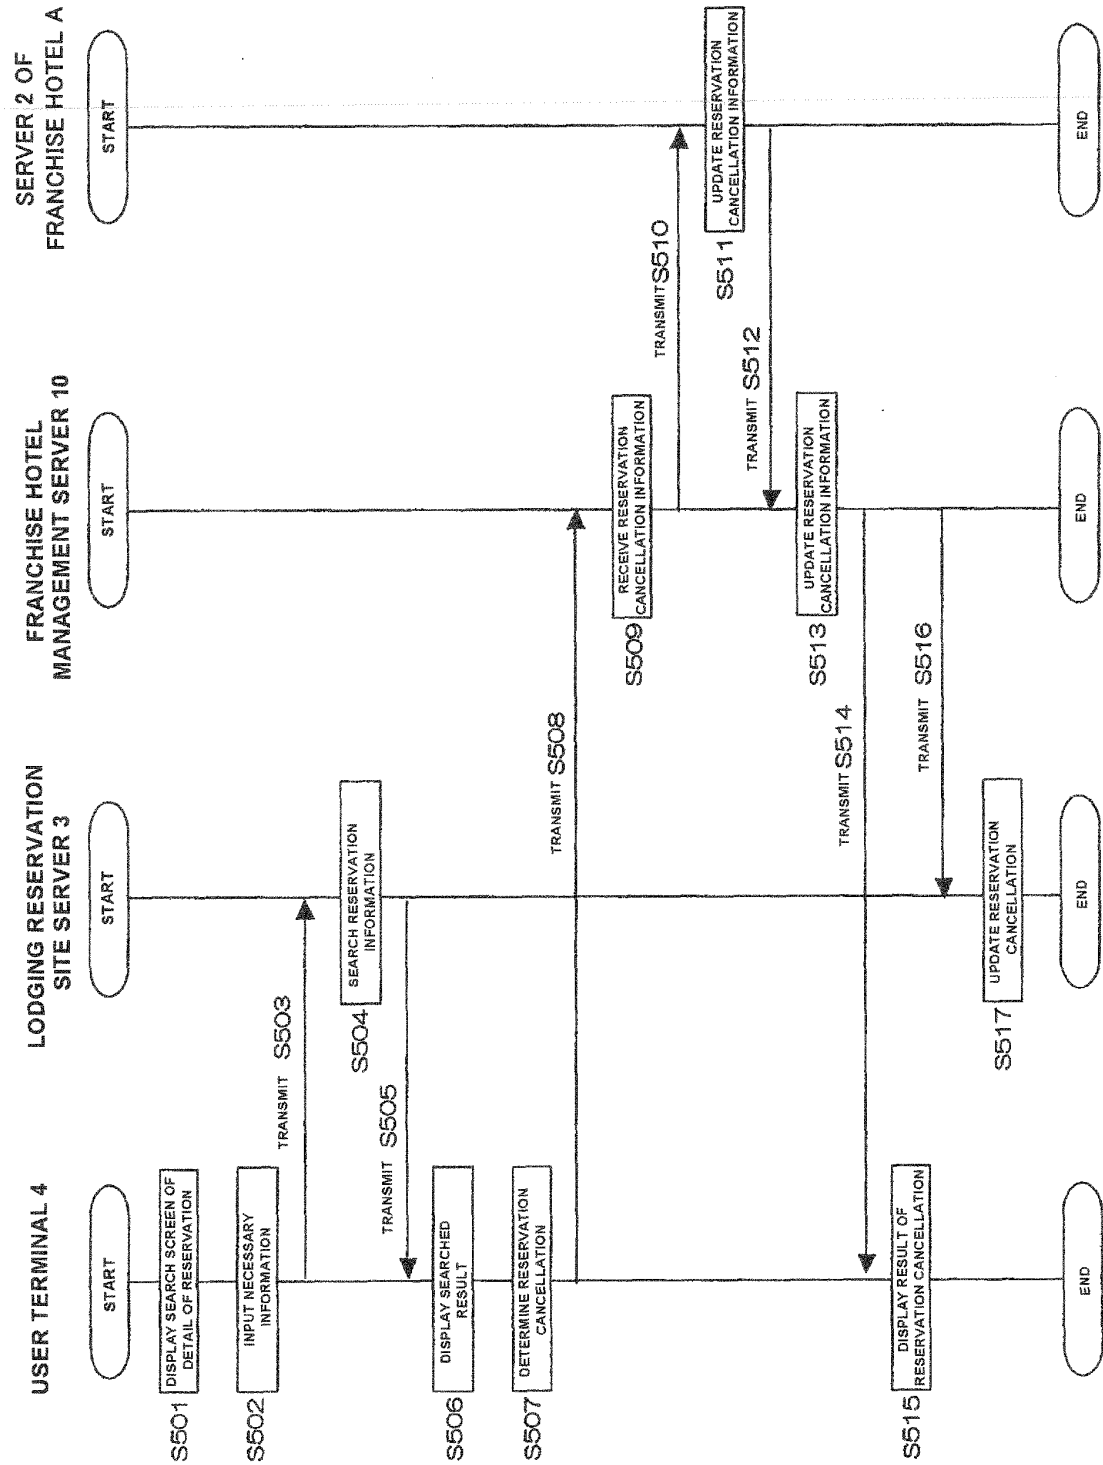 USER TERMINAL 4
LODGING RESERVATION
SITE SERVER 3
FRANCHISE HOTEL
MANAGEMENT SERVER 10
SERVER 2 OF
FRANCHISE HOTEL A
START
START
START
START
S501
DISPLAY SEARCH SCREEN OF
DETAIL OF RESERVATION
S502
INPUT NECESSARY
INFORMATION
TRANSMIT S503
S504
SEARCH RESERVATION
INFORMATION
TRANSMIT S505
S506
DISPLAY SEARCHED
RESULT
S507
DETERMINE RESERVATION
CANCELLATION
TRANSMIT S508
S509
RECEIVE RESERVATION
CANCELLATION INFORMATION
TRANSMIT S510
S511
UPDATE RESERVATION
CANCELLATION INFORMATION
TRANSMIT S512
S513
UPDATE RESERVATION
CANCELLATION INFORMATION
TRANSMIT S514
S515
DISPLAY RESULT OF
RESERVATION CANCELLATION
TRANSMIT S516
S517
UPDATE RESERVATION
CANCELLATION
END
END
END
END